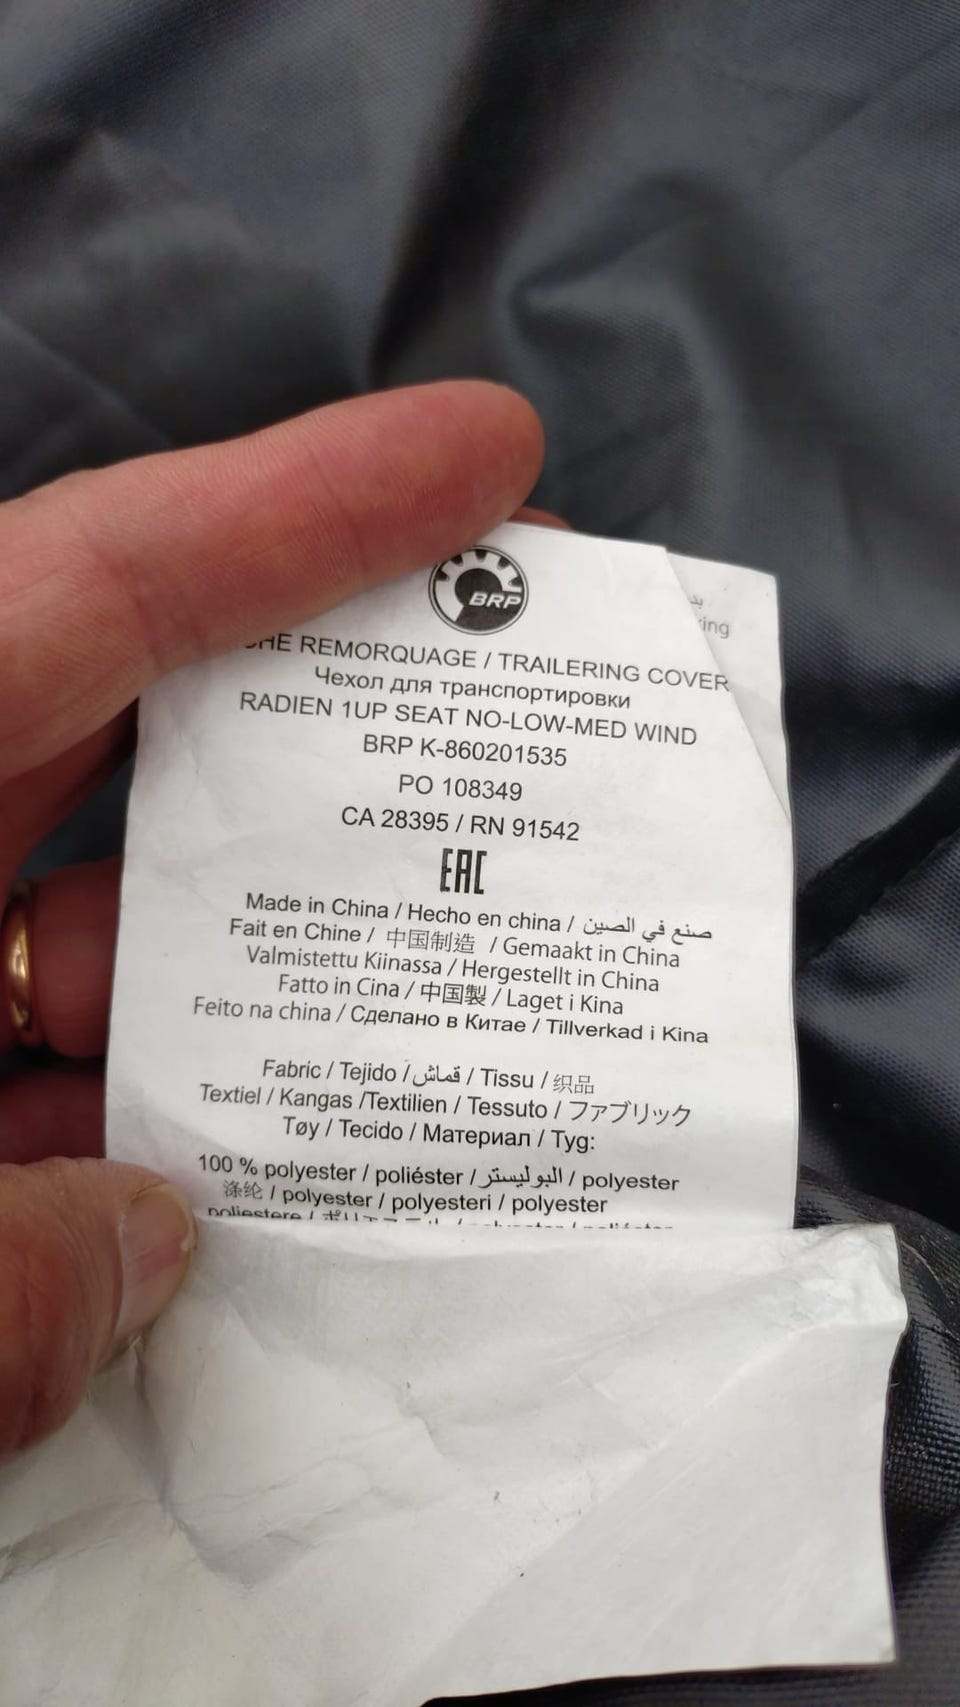 BRP
REMORQUAGE / TRAILERING COVER
Чехол для транспортировки
RADIEN 1UP SEAT NO-LOW-MED WIND
BRP K-860201535
PO 108349
CA 28395 / RN 91542
EAC
Made in China / Hecho en china / صنع في الصين
Fait en Chine / 中国制造 / Gemaakt in China
Valmistettu Kiinassa / Hergestellt in China
Fatto in Cina / 中国製 / Laget i Kina
Feito na china / Сделано в Китае / Tillverkad i Kina
Fabric / Tejido / قماش / Tissu / 织品
Textiel / Kangas /Textilien / Tessuto / ファブリック
Tøy / Tecido / Материал / Tyg:
100 % polyester / poliéster / البوليستر / polyester
涤纶 / polyester / polyesteri / polyester